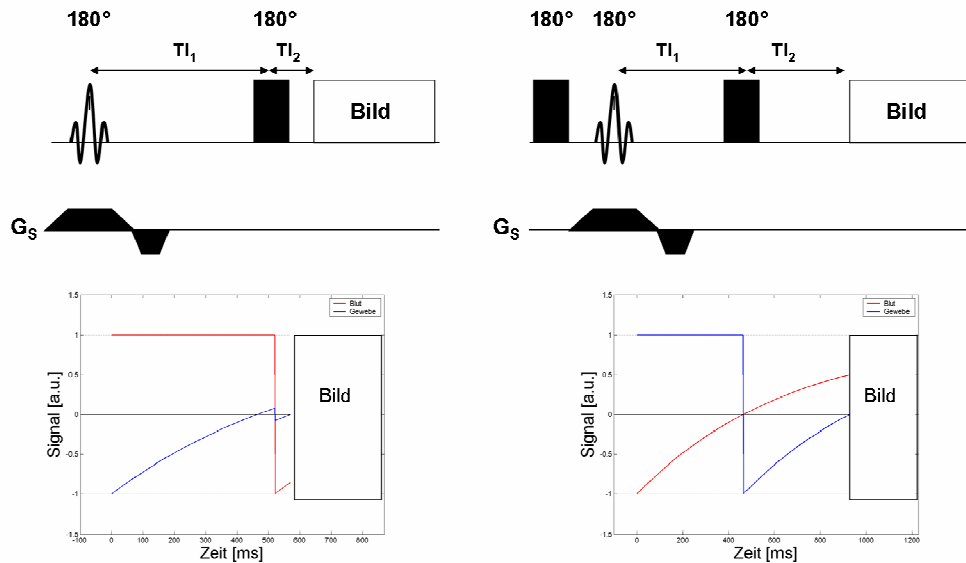 180°
180°
TI1
TI2
Bild
GS
180°
180°
180°
TI1
TI2
Bild
GS
1.5
1
0.5
0
-0.5
-1
1.5
Signal [a.u.]
Blut
Gewebe
Bild
-100
0
100
200
300
400
500
600
700
800
Zeit [ms]
1.5
1
0.5
0
-0.5
-1
1.5
Signal [a.u.]
Blut
Gewebe
Bild
0
200
400
600
800
1000
1200
Zeit [ms]